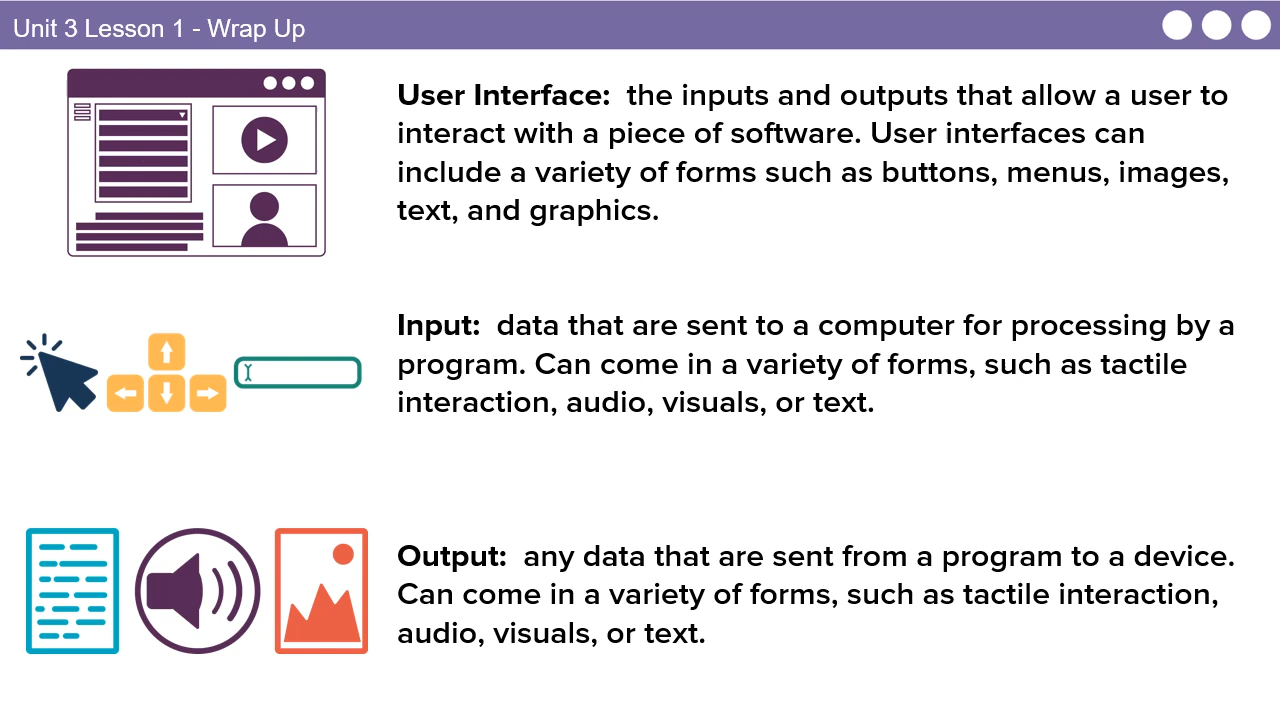 Unit 3 Lesson 1 - Wrap Up
User Interface: the inputs and outputs that allow a user to
interact with a piece of software. User interfaces can
include a variety of forms such as buttons, menus, images,
text, and graphics.
Input: data that are sent to a computer for processing by a
program. Can come in a variety of forms, such as tactile
interaction, audio, visuals, or text.
Output: any data that are sent from a program to a device.
Can come in a variety of forms, such as tactile interaction,
audio, visuals, or text.